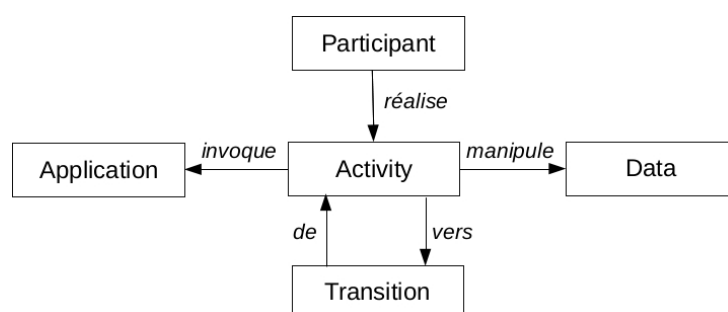 Participant
réalise
invoque
manipule
Application
Activity
Data
de
vers
Transition